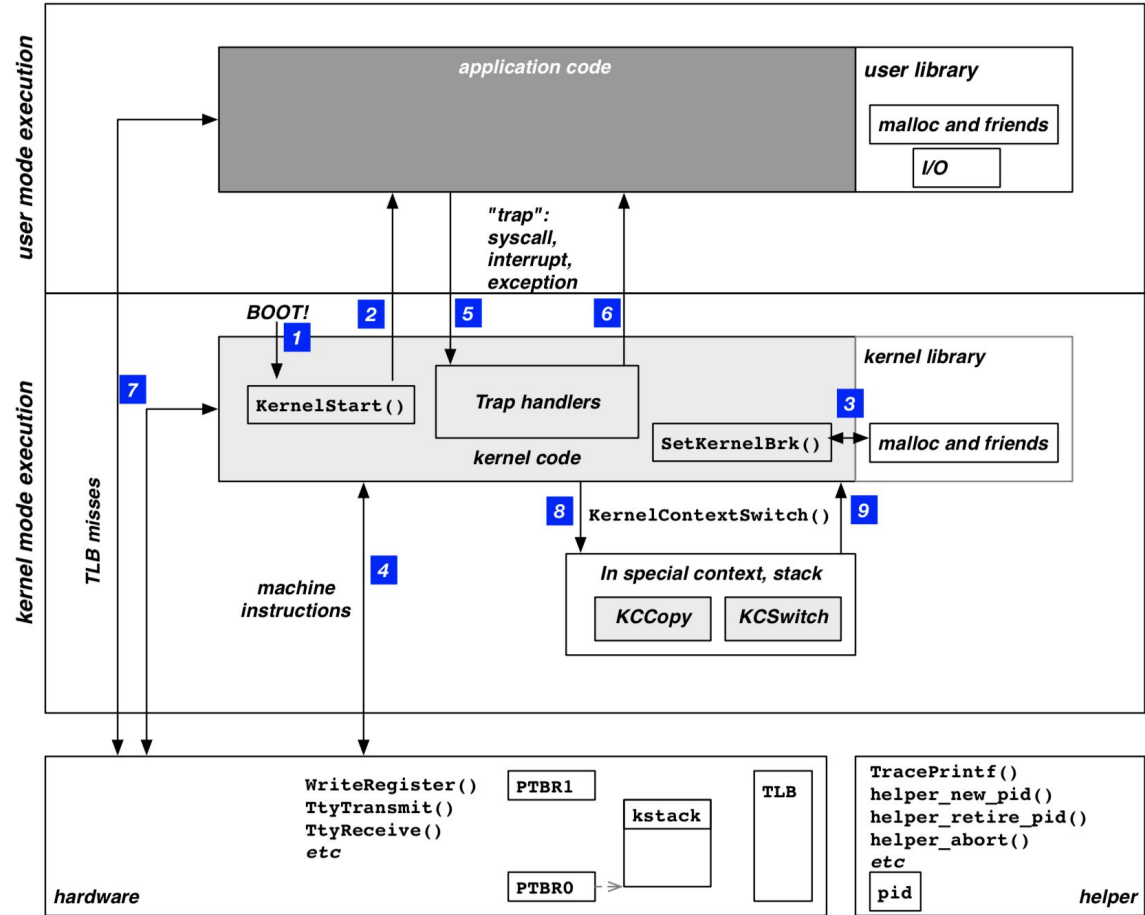 user mode execution
application code
user library
malloc and friends
I/O
"trap":
syscall,
interrupt,
exception
BOOT!
1
2
5
6
7
kernel mode execution
TLB misses
KernelStart()
Trap handlers
kernel code
SetKernelBrk()
3
kernel library
malloc and friends
8
KernelContextSwitch()
9
4
machine
instructions
In special context, stack
KCCopy
KCSwitch
WriteRegister()
TtyTransmit()
TtyReceive()
etc
PTBR1
kstack
PTBR0
TLB
hardware
TracePrintf()
helper_new_pid()
helper_retire_pid()
helper_abort()
etc
pid
helper